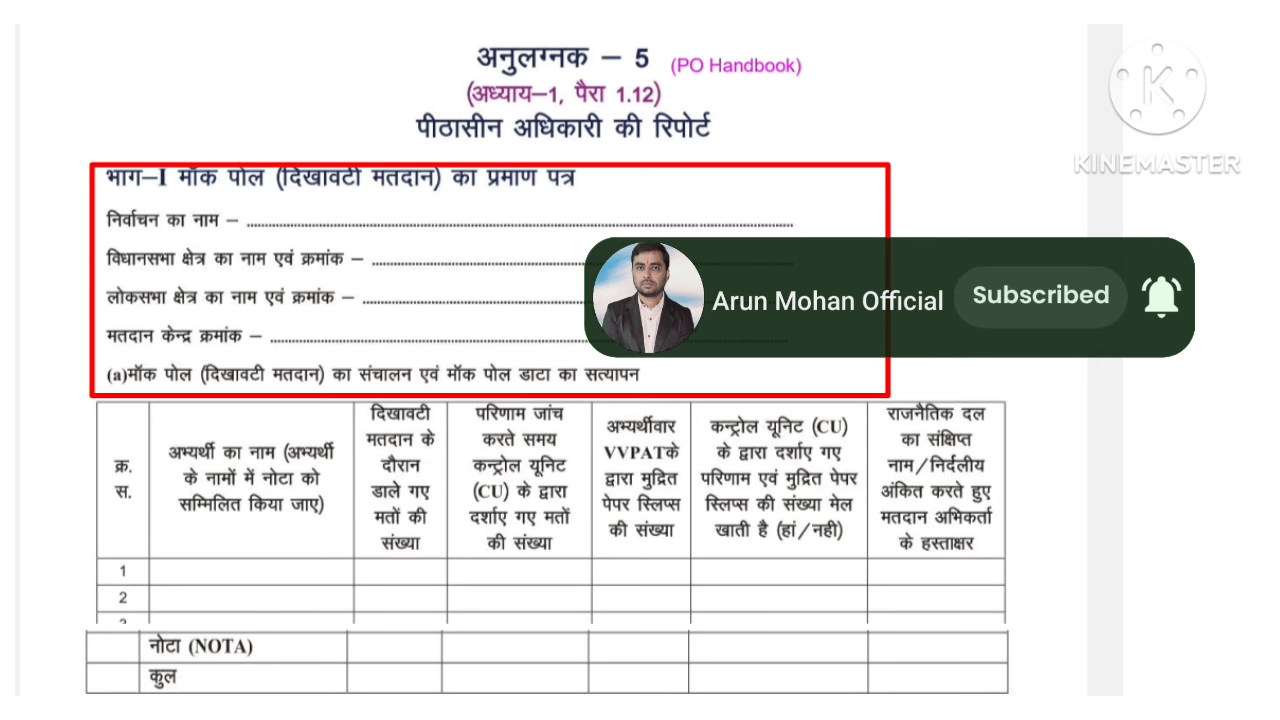 अनुलग्नक – 5 (PO Handbook)
(अध्याय–1, पैरा 1.12)
पीठासीन अधिकारी की रिपोर्ट
KINEMASTER
भाग–I मॉक पोल (दिखावटी मतदान) का प्रमाण पत्र
निर्वाचन का नाम –
विधानसभा क्षेत्र का नाम एवं क्रमांक –
लोकसभा क्षेत्र का नाम एवं क्रमांक –
मतदान केन्द्र क्रमांक –
Arun Mohan Official Subscribed
(a)मॉक पोल (दिखावटी मतदान) का संचालन एवं मॉक पोल डाटा का सत्यापन
क्र.
स.
अभ्यर्थी का नाम (अभ्यर्थी
के नामों में नोटा को
सम्मिलित किया जाए)
दिखावटी
मतदान के
दौरान
डाले गए
मतों की
संख्या
परिणाम जांच
करते समय
कन्ट्रोल यूनिट
(CU) के द्वारा
दर्शाए गए मतों
की संख्या
अभ्यर्थीवार
VVPATके
द्वारा मुद्रित
पेपर स्लिप्स
की संख्या
कन्ट्रोल यूनिट (CU)
के द्वारा दर्शाए गए
परिणाम एवं मुद्रित पेपर
स्लिप्स की संख्या मेल
खाती है (हां/नही)
राजनैतिक दल
का संक्षिप्त
नाम/निर्दलीय
अंकित करते हुए
मतदान अभिकर्ता
के हस्ताक्षर
1
2
नोटा (NOTA)
कुल